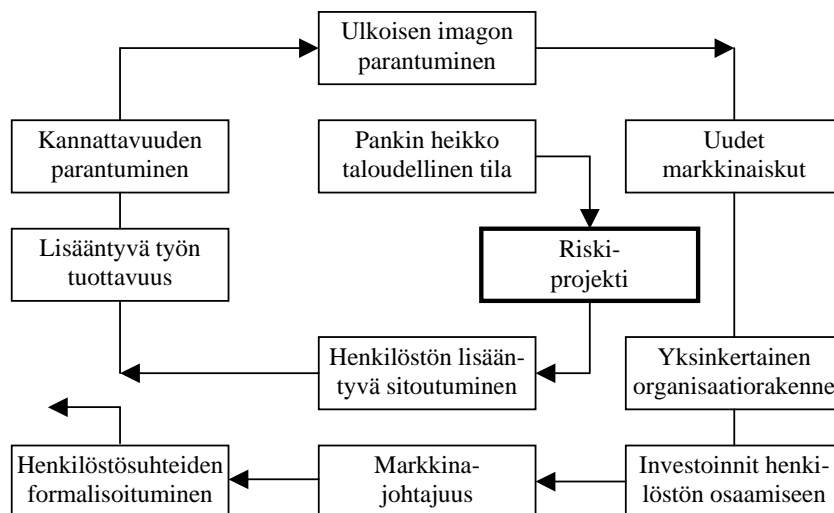 Ulkoisen imagon
parantuminen
Kannattavuuden
parantuminen
Pankin heikko
taloudellinen tila
Uudet
markkinaiskut
Lisääntyvä työn
tuottavuus
Riski-
projekti
Henkilöstön lisään-
tyvä sitoutuminen
Yksinkertainen
organisaatiorakenne
Henkilöstösuhteiden
formalisoituminen
Markkina-
johtajuus
Investoinnit henki-
löstön osaamiseen